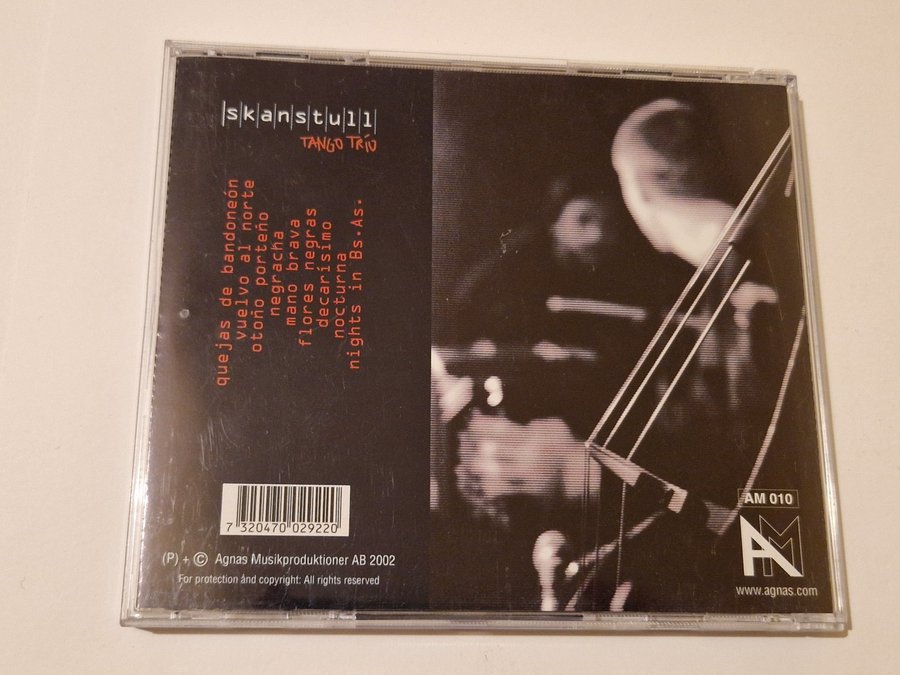 skanstull
TANGO TRÍO
quejas de bandoneón
vuelvo al norte
otoño porteño
negracha
mano brava
flores negras
decarísimo
nocturna
nights in Bs.As.
7 320470 029220
(P) + © Agnas Musikproduktioner AB 2002
For protection ánd copyright: All rights reserved
AM 010
AM
www.agnas.com